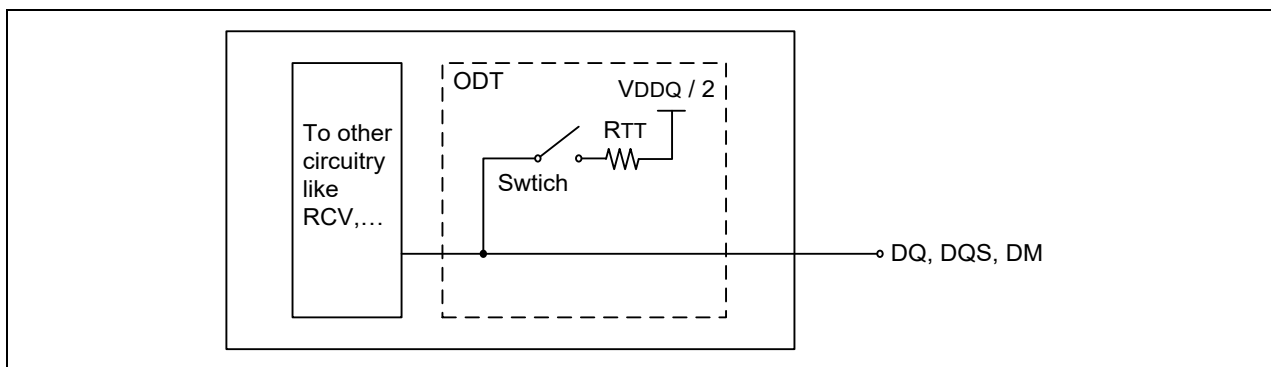 ODT
VDDQ / 2
RTT
Swtich
To other
circuitry
like
RCV,…
DQ, DQS, DM